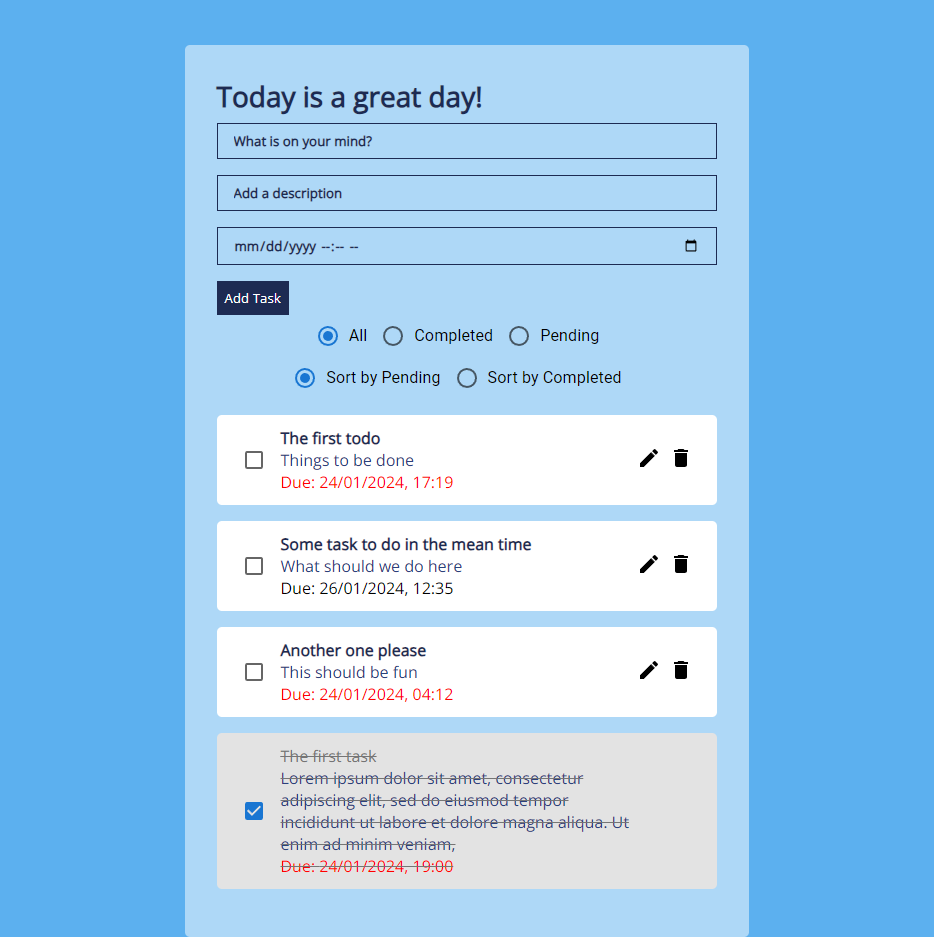 Today is a great day!
What is on your mind?
Add a description
mm/dd/yyyy --:-- --
Add Task
All Completed Pending
Sort by Pending Sort by Completed
The first todo
Things to be done
Due: 24/01/2024, 17:19
Some task to do in the mean time
What should we do here
Due: 26/01/2024, 12:35
Another one please
This should be fun
Due: 24/01/2024, 04:12
The first task
Lorem ipsum dolor sit amet, consectetur
adipiscing elit, sed do eiusmod tempor
incididunt ut labore et dolore magna aliqua. Ut
enim ad minim veniam,
Due: 24/01/2024, 19:00